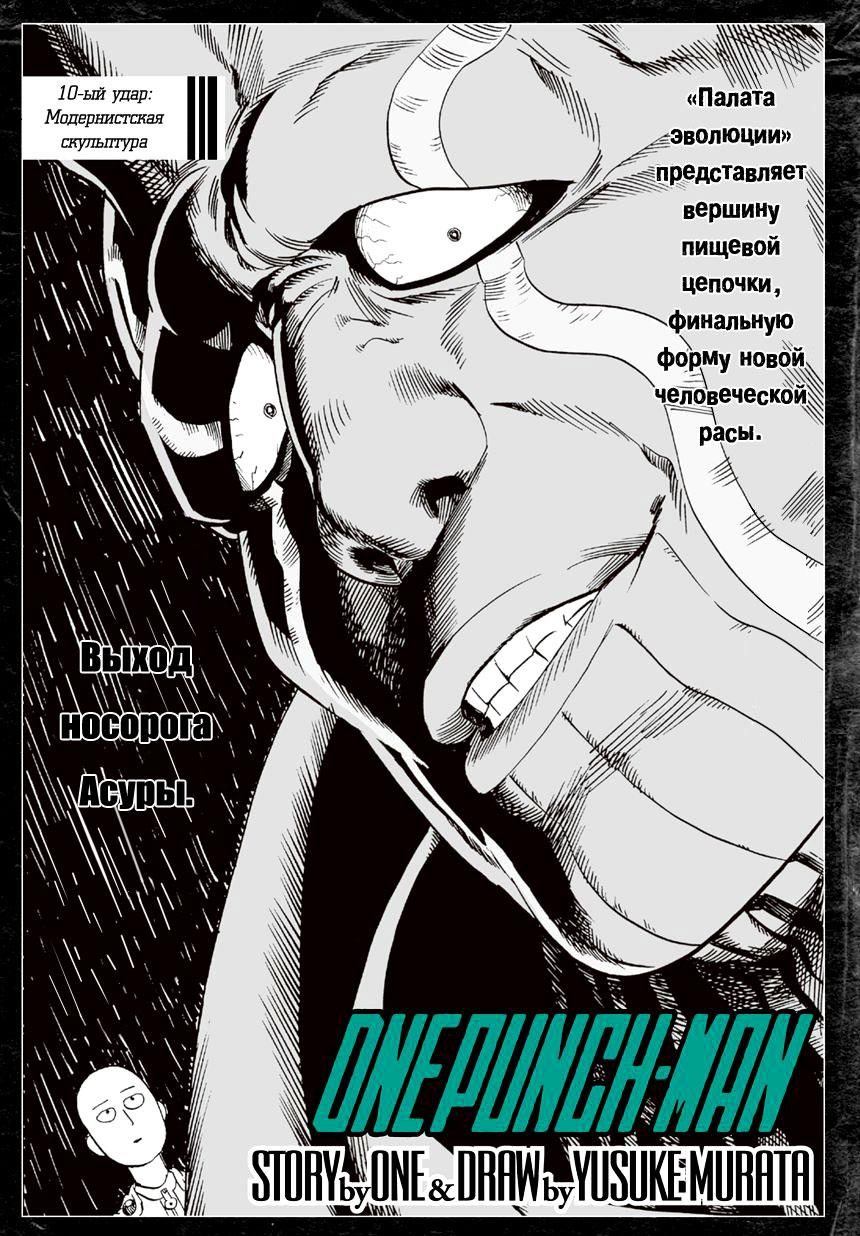 10-ый удар:
Модернистская
скульптура
«Палата
эволюции»
представляет
вершину
пищевой
цепочки,
финальную
форму новой
человеческой
расы.
Выход
носорога
Асуры.
ONEPUNCH-MAN
STORY by ONE & DRAW by YUSUKE MURATA